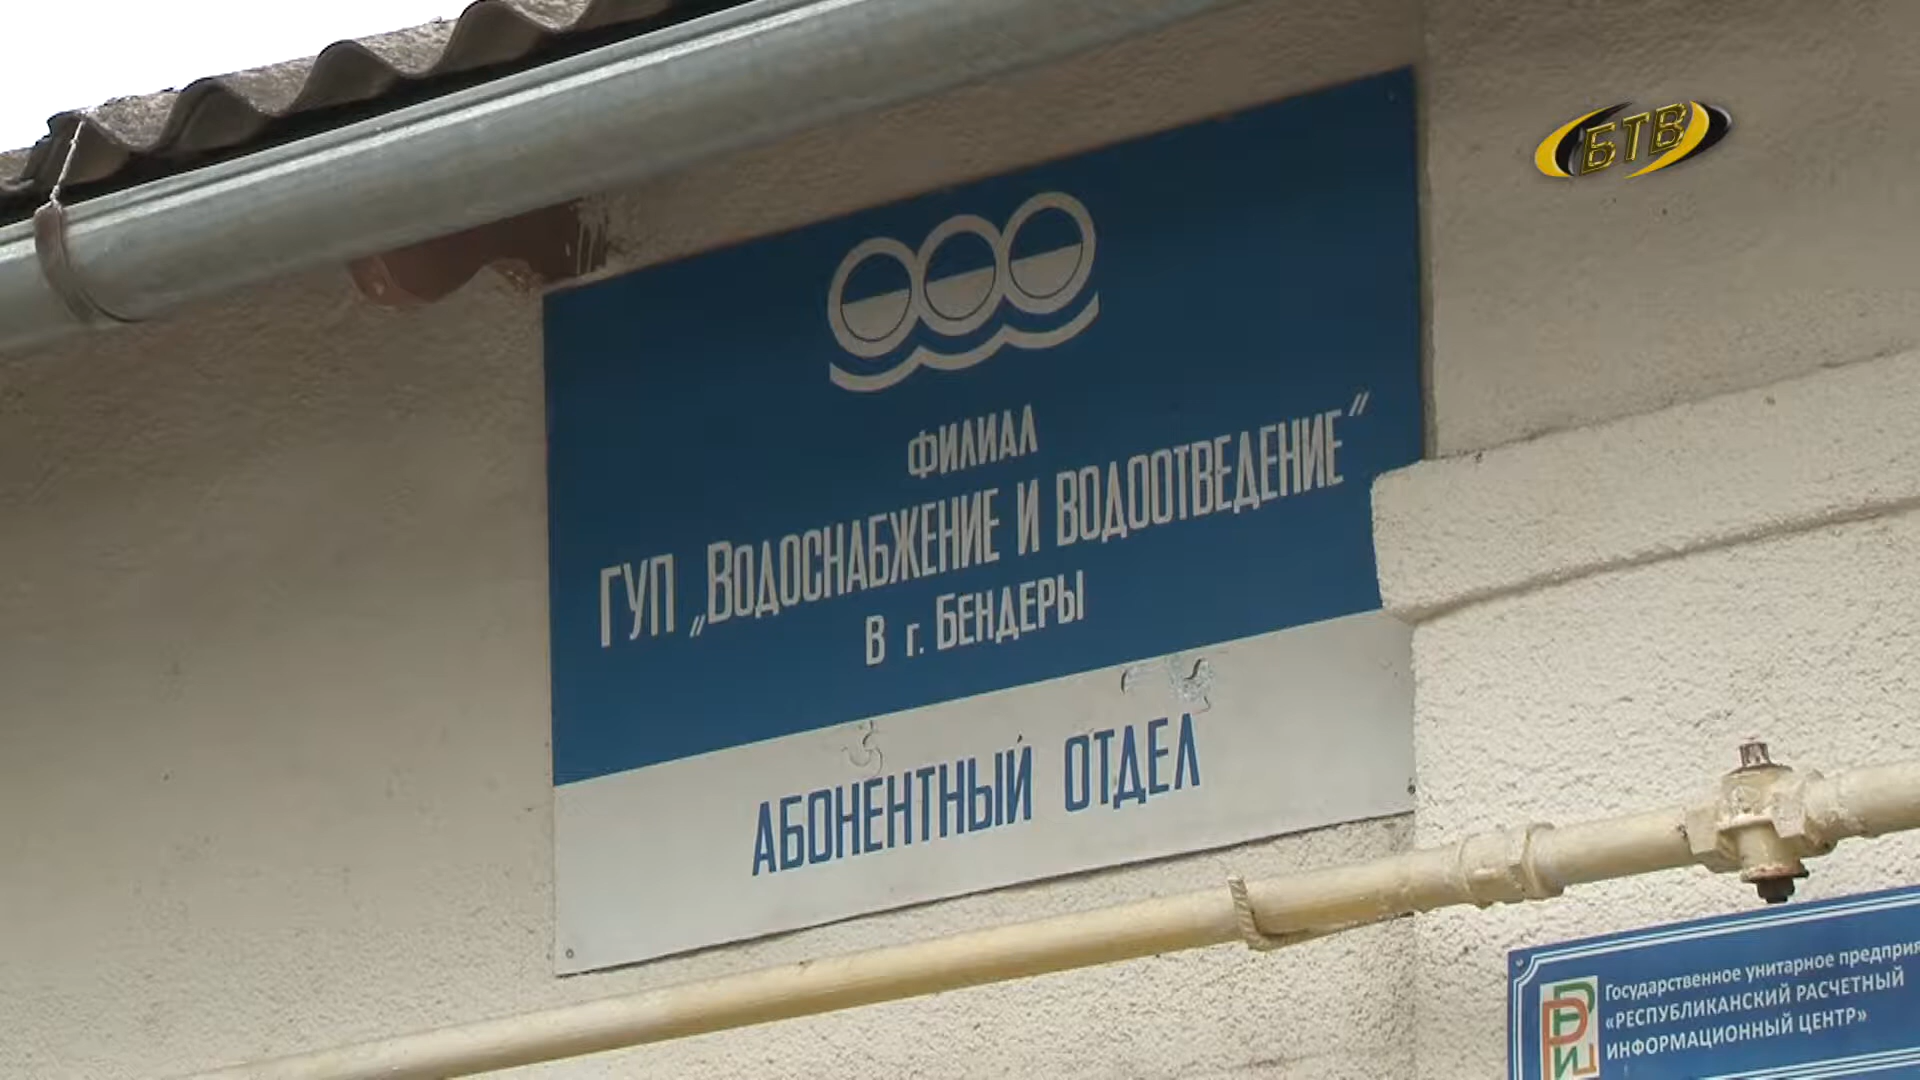 БТВ
ФИЛИАЛ
ГУП „ВОДОСНАБЖЕНИЕ И ВОДООТВЕДЕНИЕ“
В г. БЕНДЕРЫ
АБОНЕНТНЫЙ ОТДЕЛ
Государственное унитарное предприя
«РЕСПУБЛИКАНСКИЙ РАСЧЕТНЫЙ
ИНФОРМАЦИОННЫЙ ЦЕНТР»